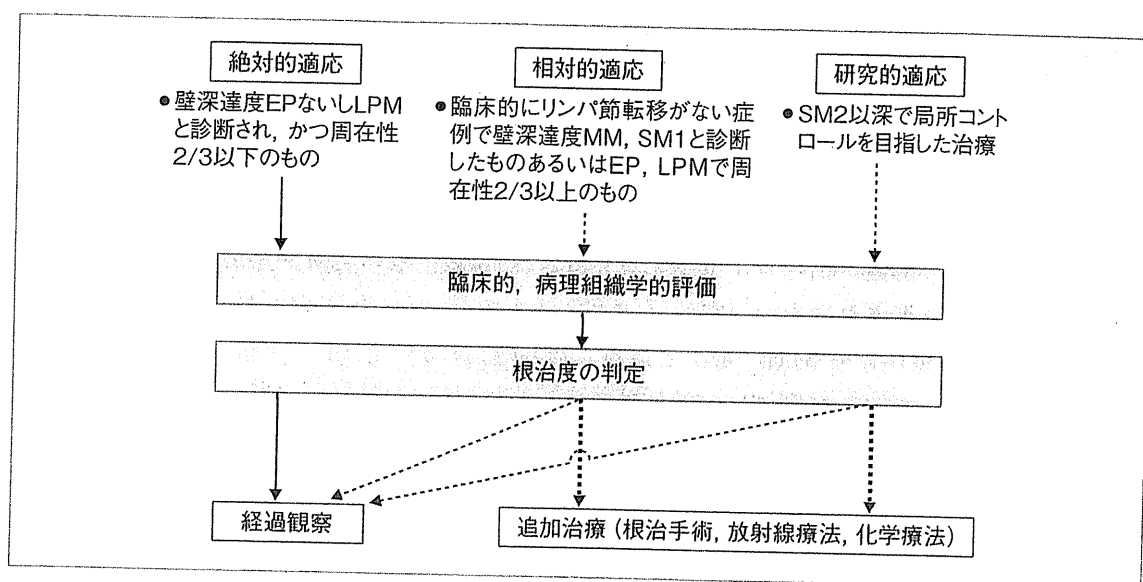 絶対的適応
●壁深達度EPないしLPM
と診断され，かつ周在性
2/3以下のもの
相対的適応
●臨床的にリンパ節転移がない症
例で壁深達度MM，SM1と診断
したものあるいはEP，LPMで周
在性2/3以上のもの
研究的適応
●SM2以深で局所コント
ロールを目指した治療
臨床的，病理組織学的評価
根治度の判定
経過観察
追加治療（根治手術，放射線療法，化学療法）